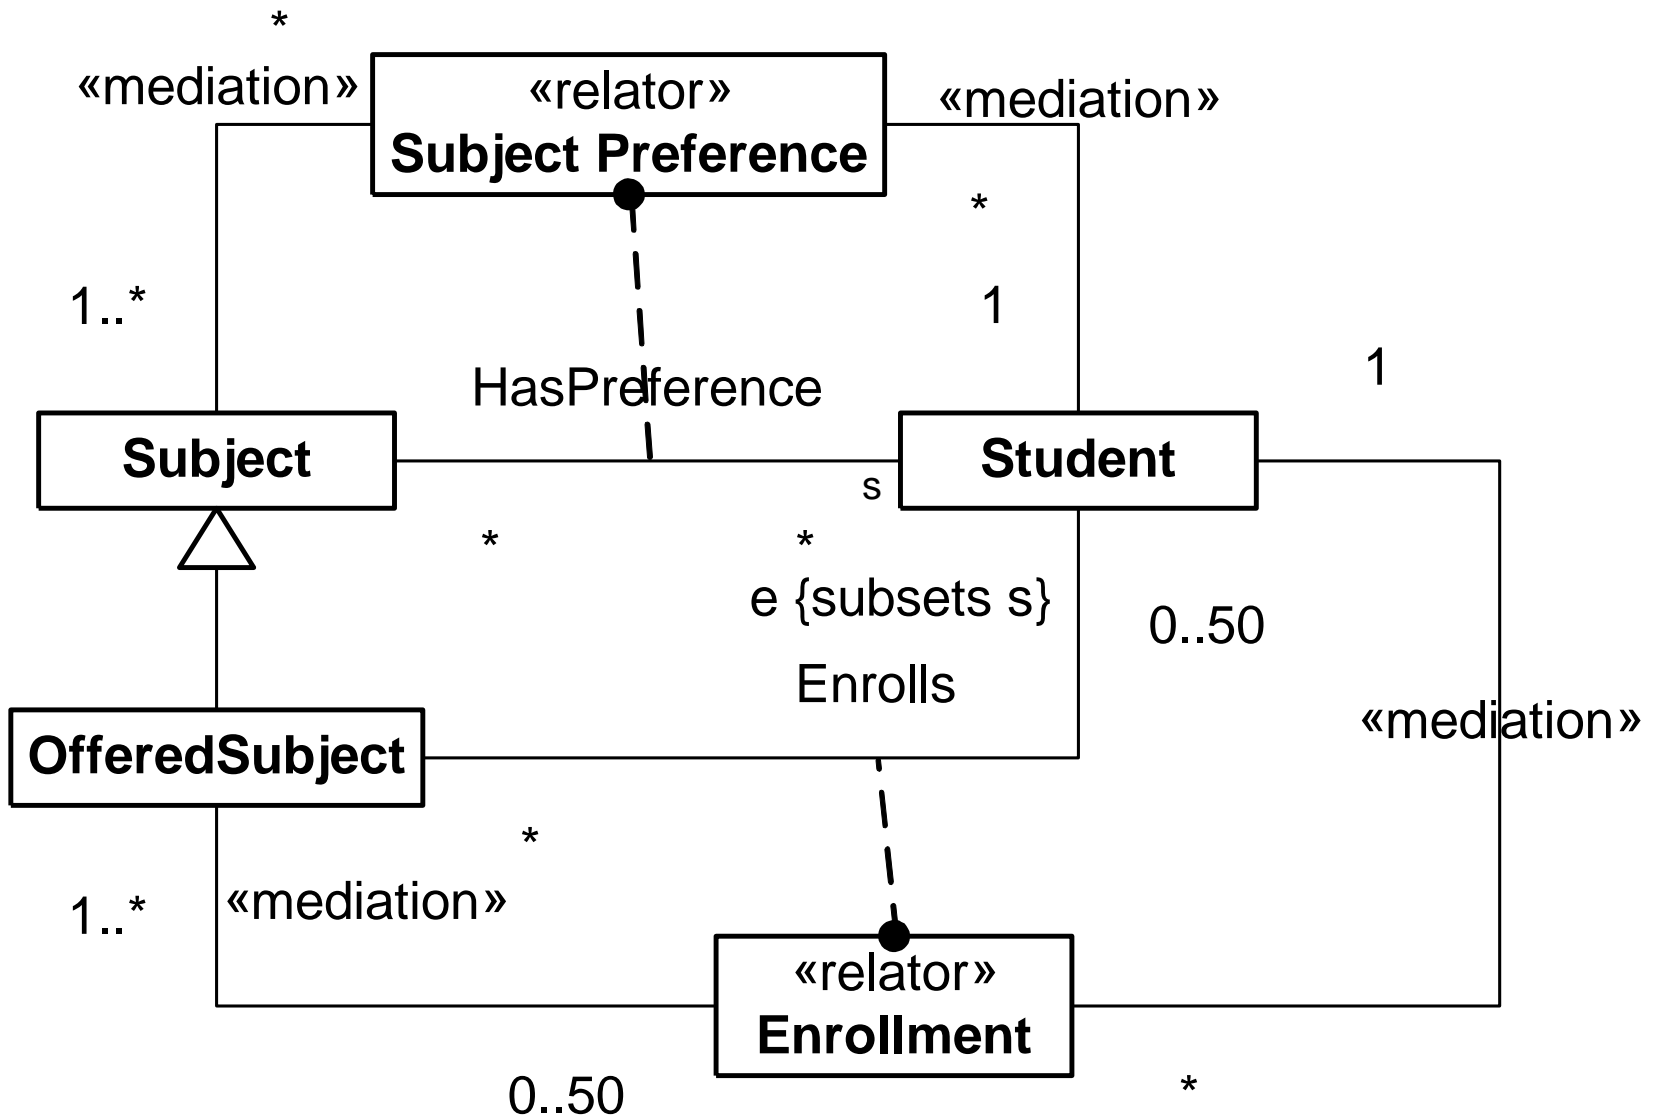 *
«mediation»
«relator»
Subject Preference
«mediation»
*
1..*
1
1
HasPreference
Subject
Student
s
*
*
e {subsets s}
0..50
Enrolls
«mediation»
OfferedSubject
*
1..*
«mediation»
«relator»
Enrollment
0..50
*